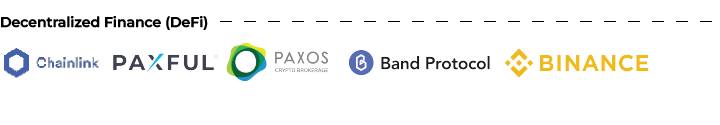 Decentralized Finance (DeFi)
Chainlink PAXFUL PAXOS CRYPTO BROKERAGE Band Protocol BINANCE